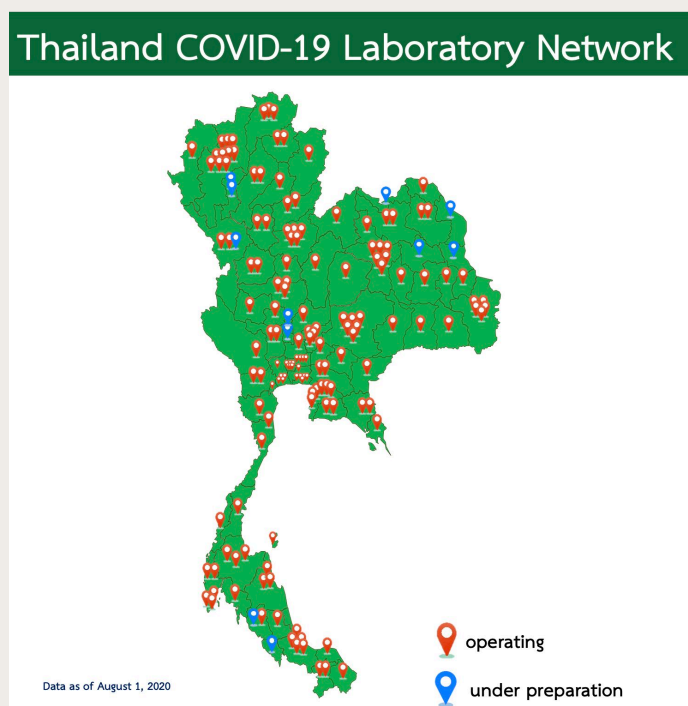 Thailand COVID-19 Laboratory Network
operating
under preparation
Data as of August 1, 2020